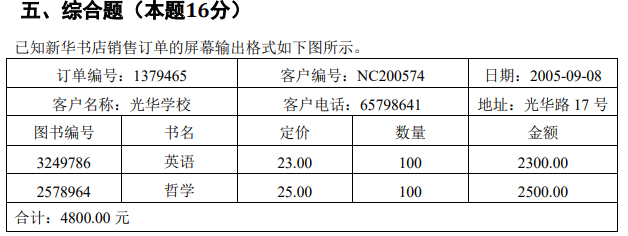 五、综合题（本题16分）
已知新华书店销售订单的屏幕输出格式如下图所示。
订单编号：1379465 客户编号：NC200574 日期：2005-09-08
客户名称：光华学校 客户电话：65798641 地址：光华路 17 号
图书编号 书名 定价 数量 金额
3249786 英语 23.00 100 2300.00
2578964 哲学 25.00 100 2500.00
合计：4800.00 元